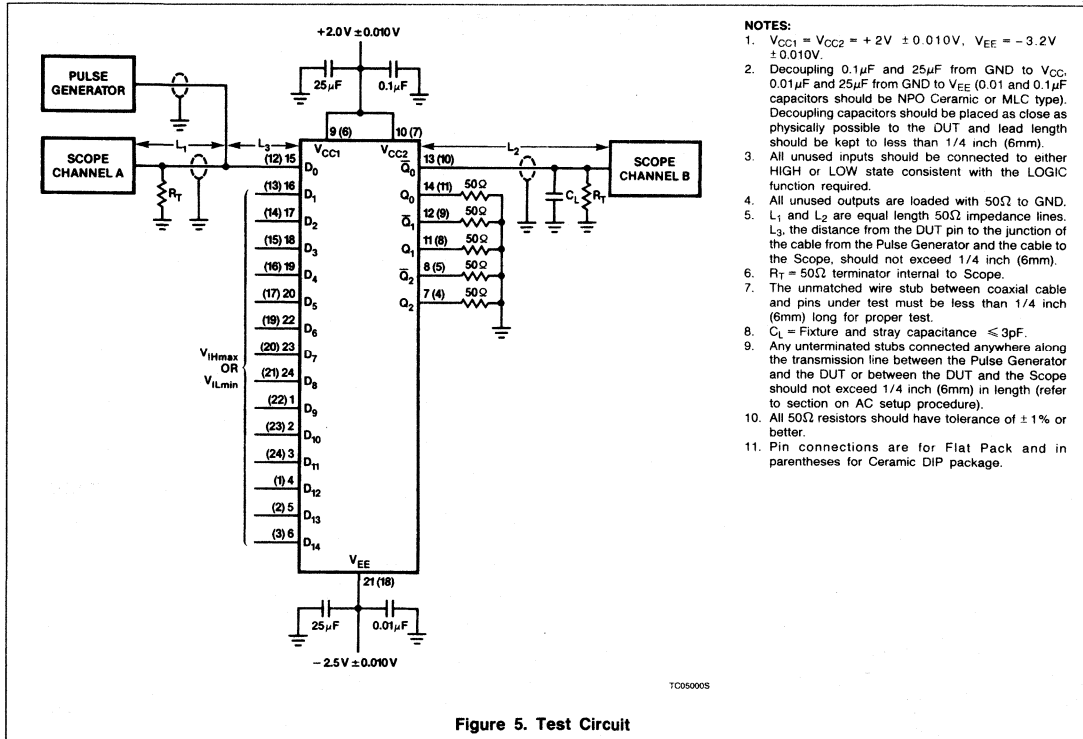 +2.0V ± 0.010V
25µF
0.1µF
PULSE
GENERATOR
SCOPE
CHANNEL A
L₁
L₃
R_T
9 (6)
10 (7)
V_CC1
V_CC2
(12) 15 D₀
(13) 16 D₁
(14) 17 D₂
(15) 18 D₃
(16) 19 D₄
(17) 20 D₅
(19) 22 D₆
(20) 23 D₇
(21) 24 D₈
(22) 1 D₉
(23) 2 D₁₀
(24) 3 D₁₁
(1) 4 D₁₂
(2) 5 D₁₃
(3) 6 D₁₄
V_IHmax
OR
V_ILmin
Q̅₀ 13 (10)
Q₀ 14 (11) 50Ω
Q̅₁ 12 (9) 50Ω
Q₁ 11 (8) 50Ω
Q̅₂ 8 (5) 50Ω
Q₂ 7 (4) 50Ω
L₂
C_L
R_T
SCOPE
CHANNEL B
V_EE
21 (18)
25µF
0.01µF
− 2.5V ± 0.010V
TC05000S
NOTES:
1. V_CC1 = V_CC2 = + 2V ± 0.010V, V_EE = − 3.2V
± 0.010V.
2. Decoupling 0.1µF and 25µF from GND to V_CC,
0.01µF and 25µF from GND to V_EE (0.01 and 0.1µF
capacitors should be NPO Ceramic or MLC type).
Decoupling capacitors should be placed as close as
physically possible to the DUT and lead length
should be kept to less than 1/4 inch (6mm).
3. All unused inputs should be connected to either
HIGH or LOW state consistent with the LOGIC
function required.
4. All unused outputs are loaded with 50Ω to GND.
5. L₁ and L₂ are equal length 50Ω impedance lines.
L₃, the distance from the DUT pin to the junction of
the cable from the Pulse Generator and the cable to
the Scope, should not exceed 1/4 inch (6mm).
6. R_T = 50Ω terminator internal to Scope.
7. The unmatched wire stub between coaxial cable
and pins under test must be less than 1/4 inch
(6mm) long for proper test.
8. C_L = Fixture and stray capacitance ⩽ 3pF.
9. Any unterminated stubs connected anywhere along
the transmission line between the Pulse Generator
and the DUT or between the DUT and the Scope
should not exceed 1/4 inch (6mm) in length (refer
to section on AC setup procedure).
10. All 50Ω resistors should have tolerance of ± 1% or
better.
11. Pin connections are for Flat Pack and in
parentheses for Ceramic DIP package.
Figure 5. Test Circuit